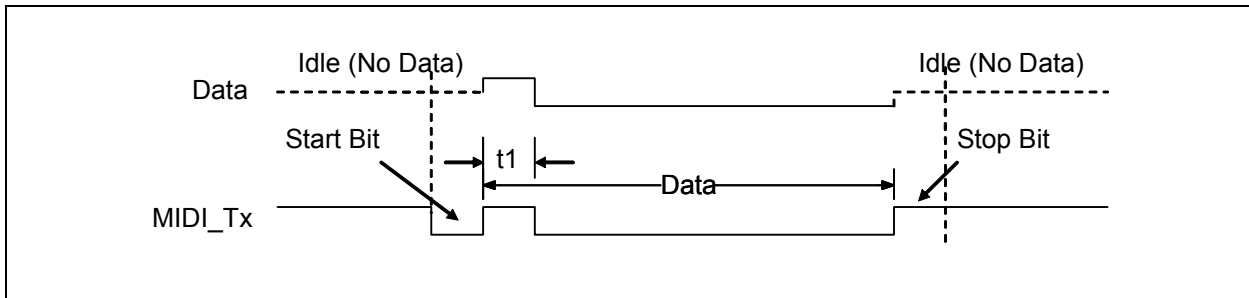 Idle (No Data)
Idle (No Data)
Data
Start Bit
t1
Stop Bit
Data
MIDI_Tx